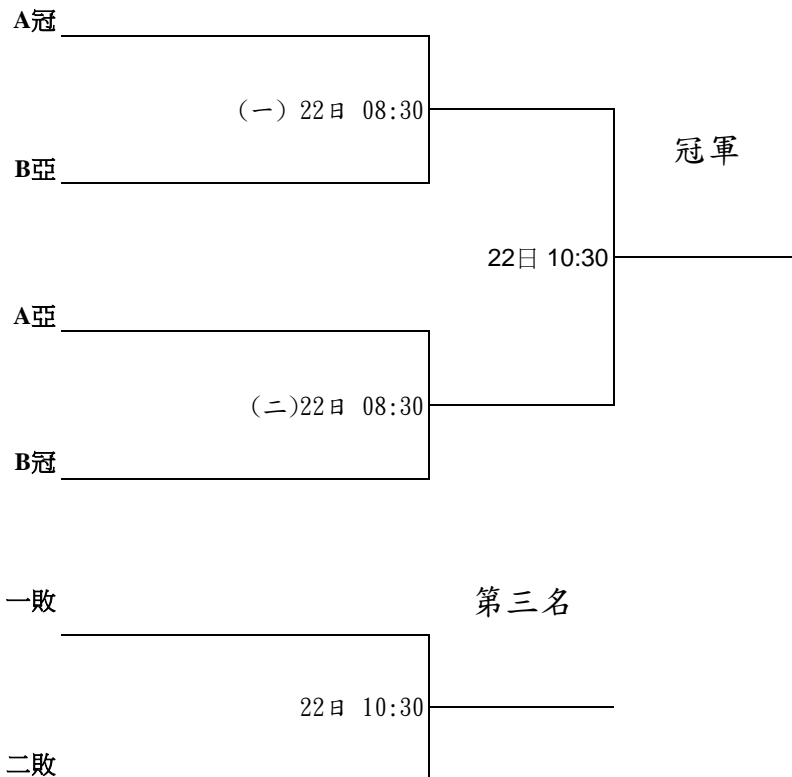 A冠
(一) 22日 08:30
冠軍
B亞
22日 10:30
A亞
(二)22日 08:30
B冠
一敗
第三名
22日 10:30
二敗